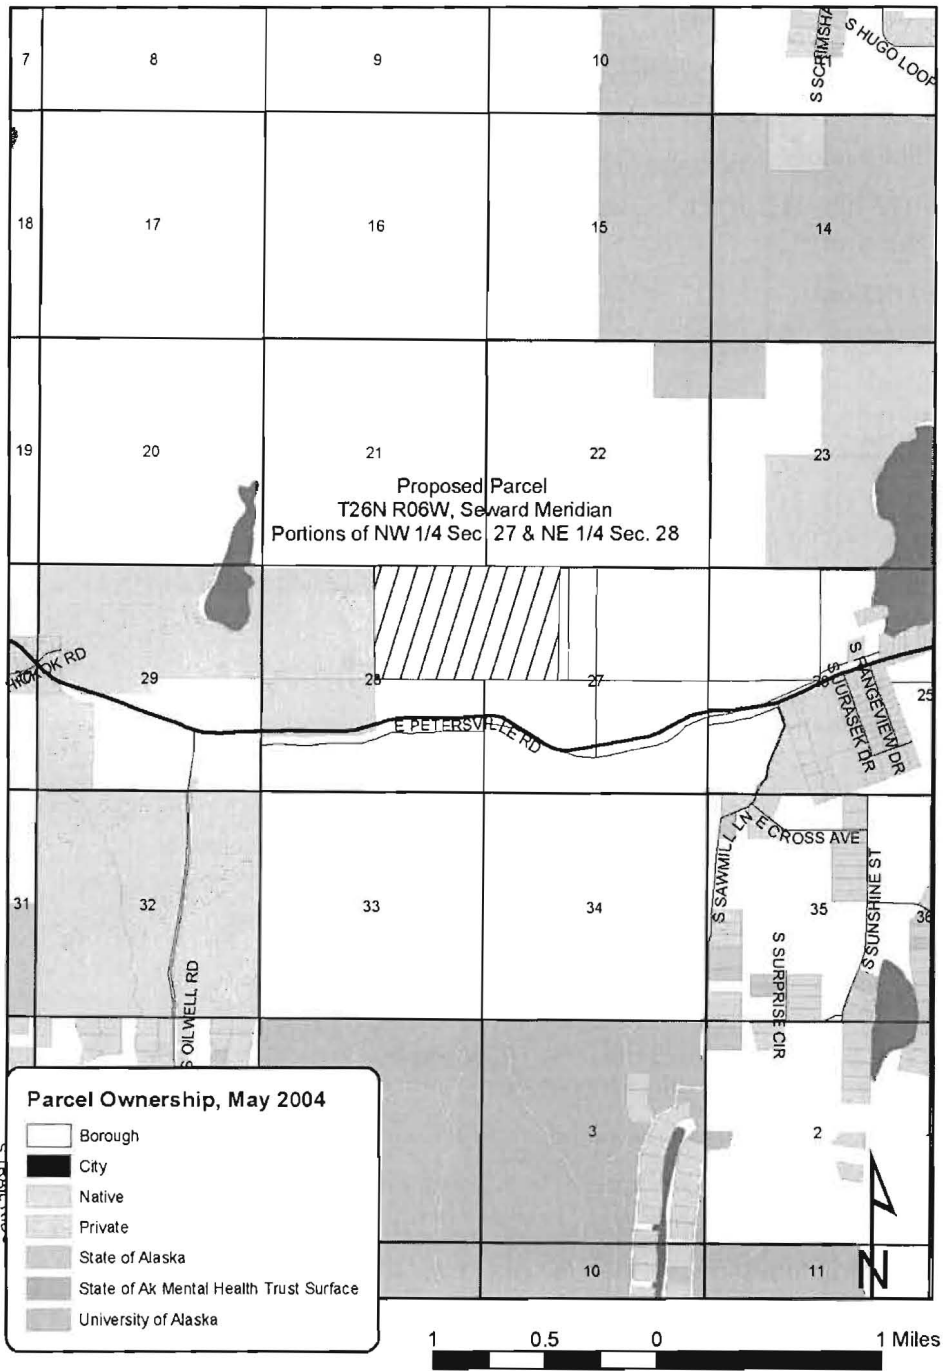 7
8
9
10
S SCRIMSHA
S HUGO LOOP
18
17
16
15
14
19
20
21
22
23
Proposed Parcel
T26N R06W, Seward Meridian
Portions of NW 1/4 Sec. 27 & NE 1/4 Sec. 28
29
28
27
25
E PETERSVILLE RD
S RANGEVIEW DR
S JURASEK DR
S SAWMILL LN
E CROSS AVE
S SUNSHINE ST
31
32
33
34
35
36
S OILWELL RD
S SURPRISE CIR
3
2
10
11
Parcel Ownership, May 2004
Borough
City
Native
Private
State of Alaska
State of Ak Mental Health Trust Surface
University of Alaska
N
1 0.5 0 1 Miles